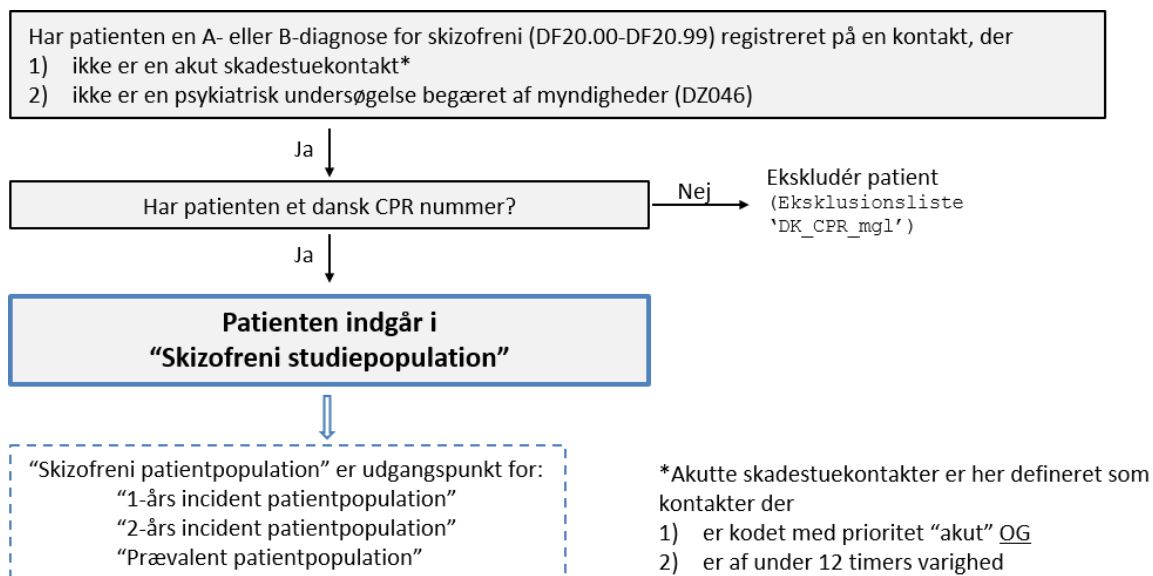 Har patienten en A- eller B-diagnose for skizofreni (DF20.00-DF20.99) registreret på en kontakt, der
1) ikke er en akut skadestuekontakt*
2) ikke er en psykiatrisk undersøgelse begæret af myndigheder (DZ046)
Ja
Har patienten et dansk CPR nummer?
Nej
Ekskludér patient
(Eksklusionsliste
‘DK_CPR_mgl’)
Ja
Patienten indgår i
“Skizofreni studiepopulation”
“Skizofreni patientpopulation” er udgangspunkt for:
“1-års incident patientpopulation”
“2-års incident patientpopulation”
“Prævalent patientpopulation”
*Akutte skadestuekontakter er her defineret som
kontakter der
1) er kodet med prioritet “akut” OG
2) er af under 12 timers varighed